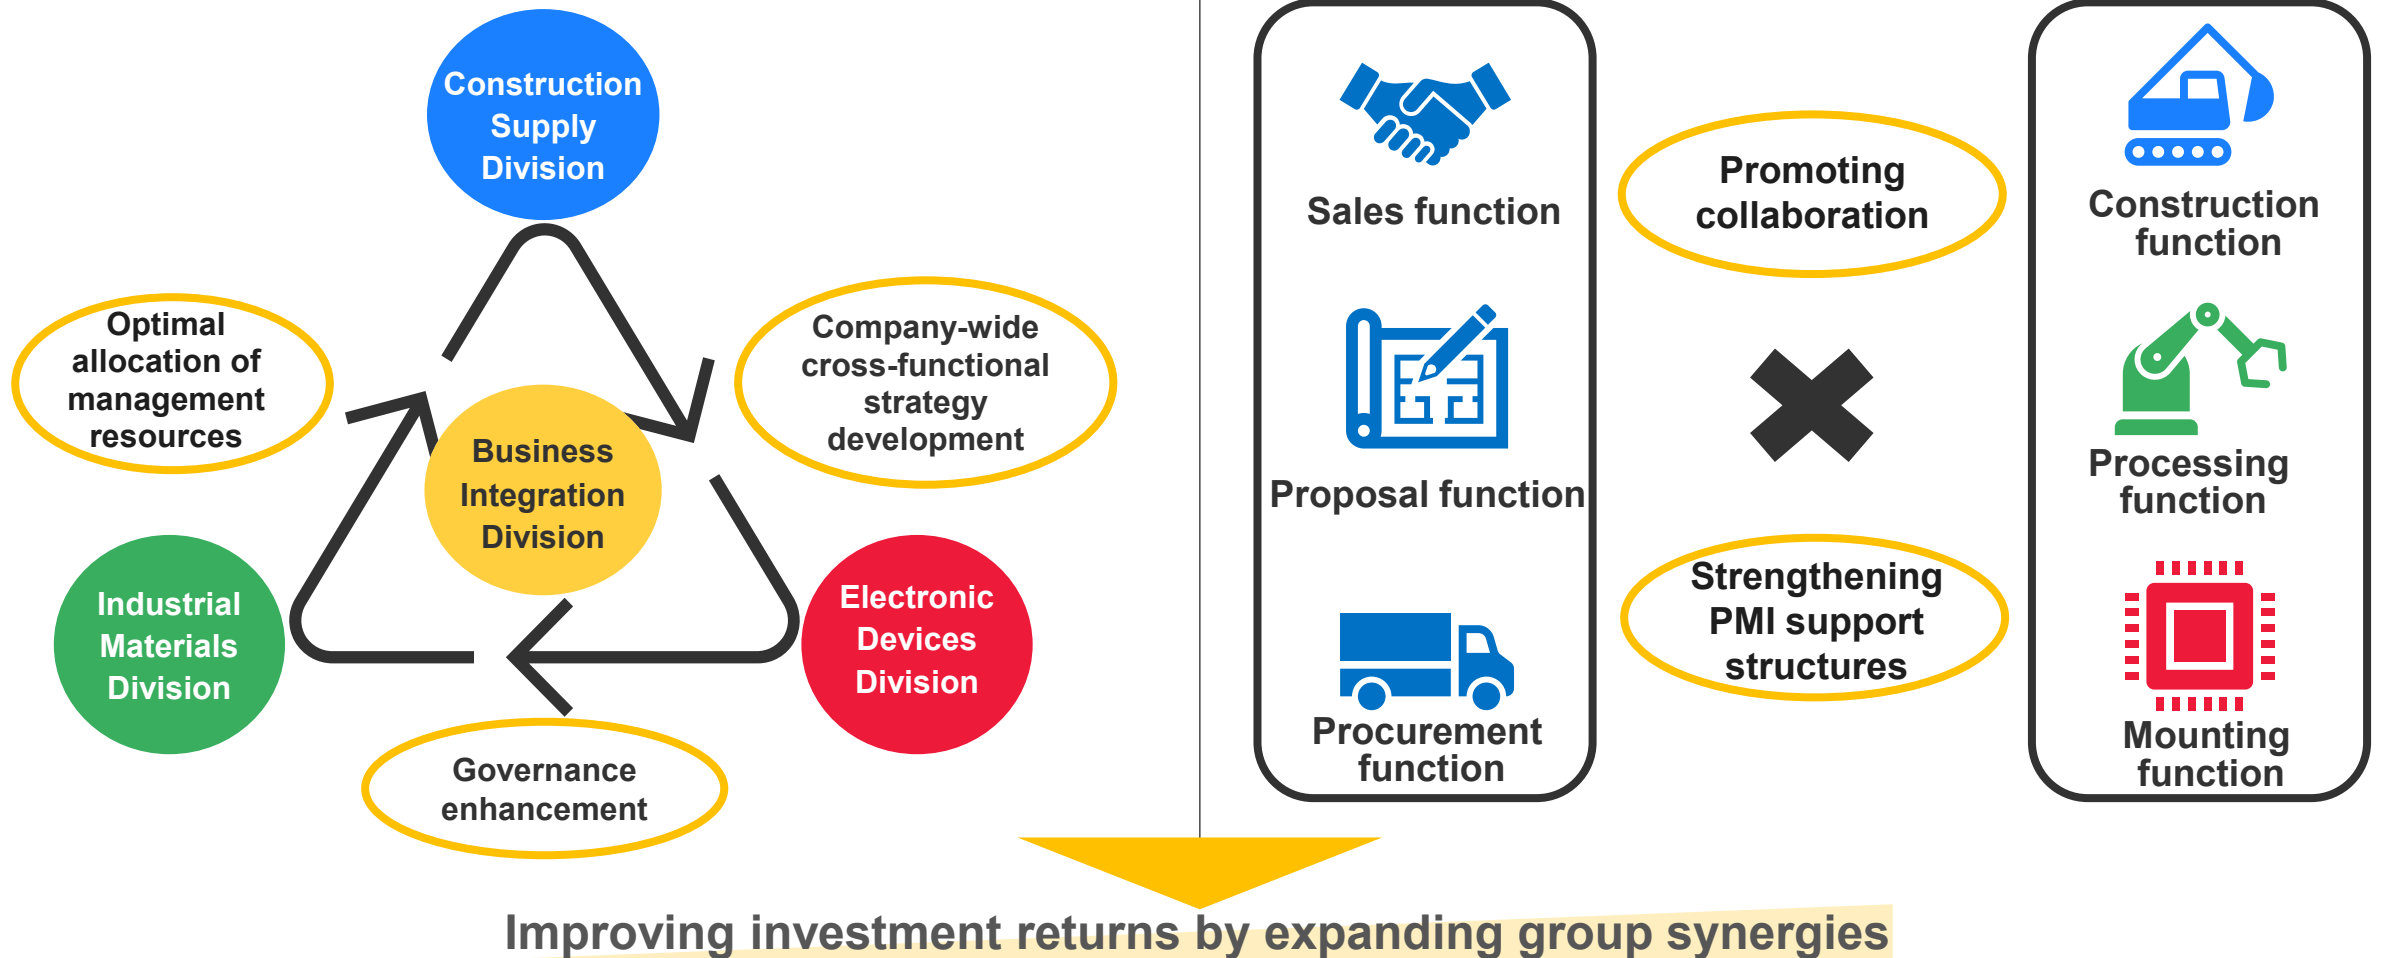 Construction
Supply
Division
Optimal
allocation of
management
resources
Company-wide
cross-functional
strategy
development
Business
Integration
Division
Industrial
Materials
Division
Electronic
Devices
Division
Governance
enhancement
Sales function
Proposal function
Procurement
function
Promoting
collaboration
Strengthening
PMI support
structures
Construction
function
Processing
function
Mounting
function
Improving investment returns by expanding group synergies